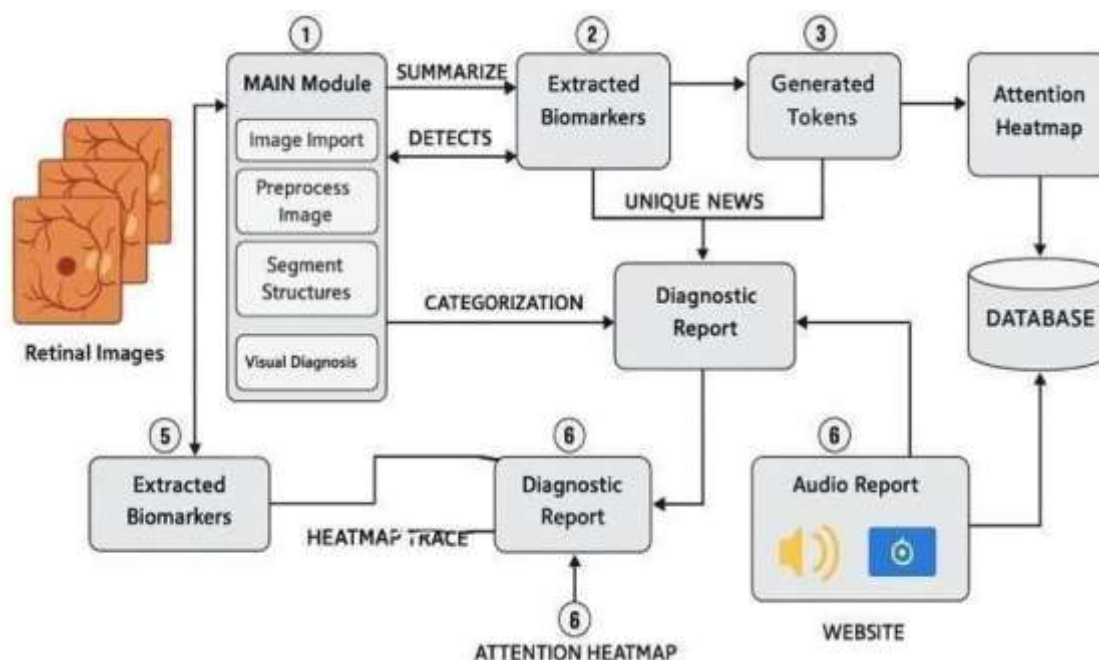 ①
MAIN Module
Image Import
Preprocess
Image
Segment
Structures
Visual Diagnosis
SUMMARIZE
DETECTS
②
Extracted
Biomarkers
③
Generated
Tokens
Attention
Heatmap
UNIQUE NEWS
CATEGORIZATION
Diagnostic
Report
DATABASE
Retinal Images
⑤
Extracted
Biomarkers
HEATMAP TRACE
⑥
Diagnostic
Report
⑥
ATTENTION HEATMAP
⑥
Audio Report
WEBSITE